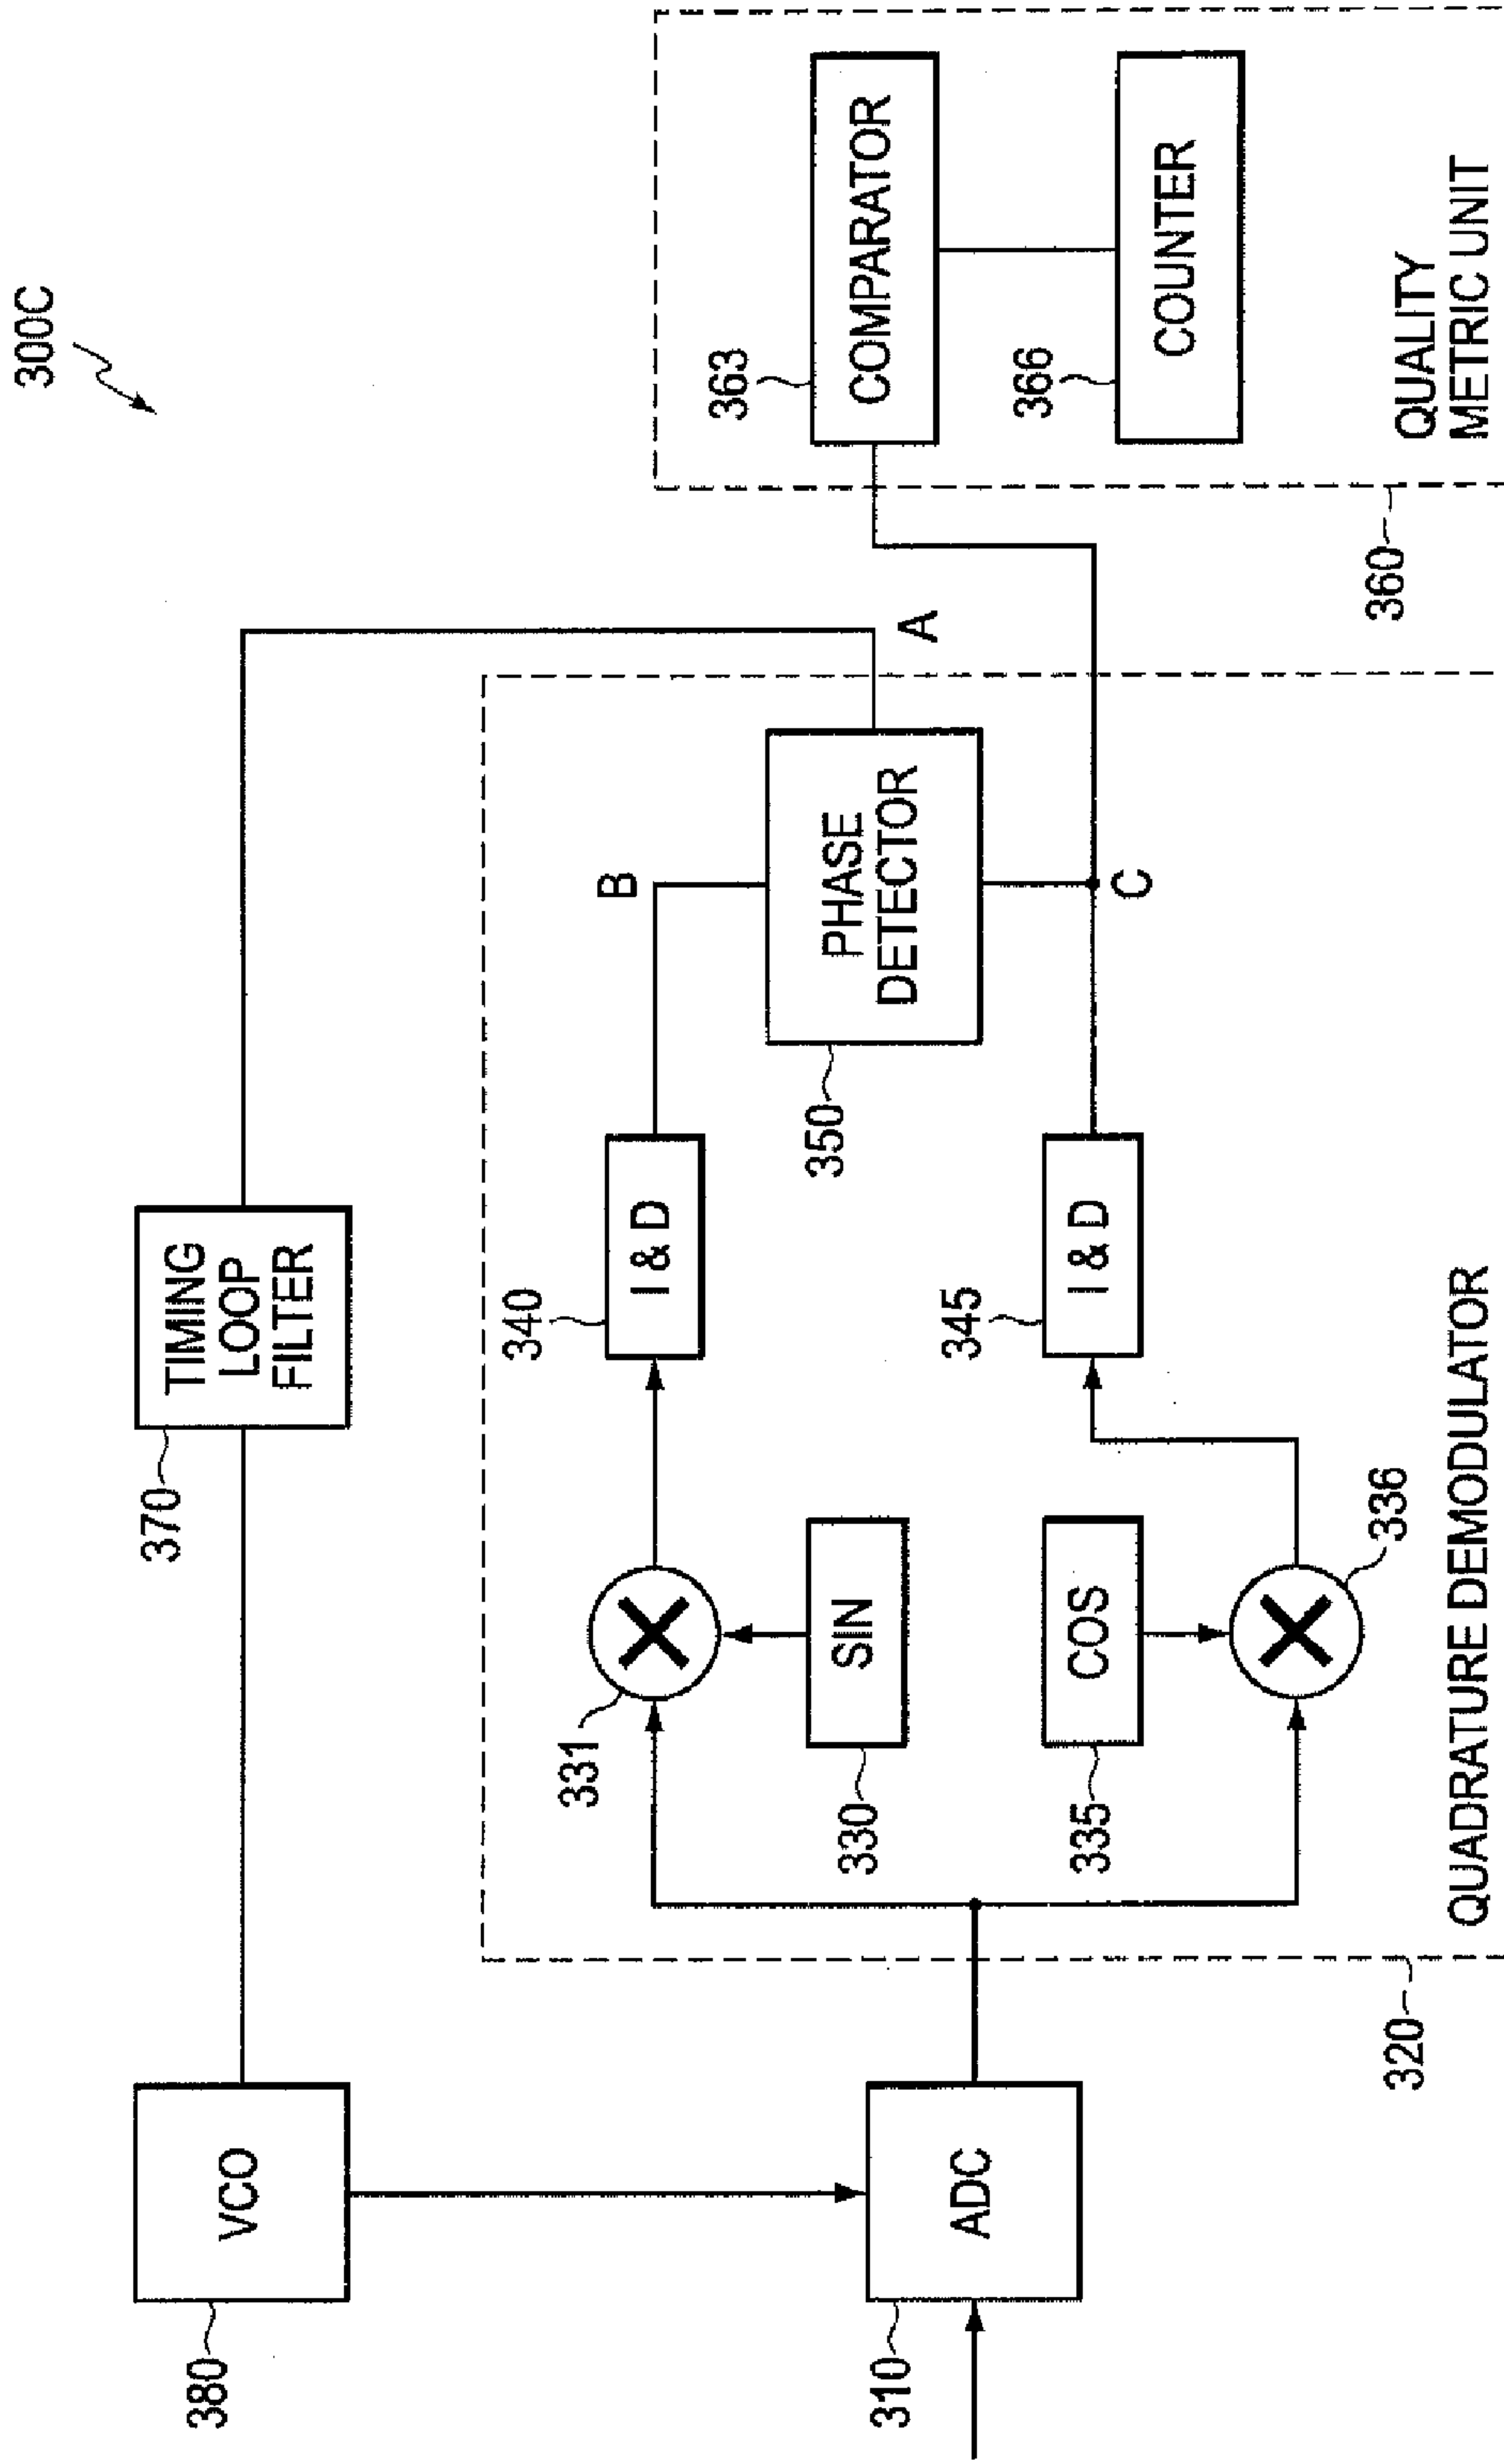 300C
380
VCO
370
TIMING
LOOP
FILTER
310
ADC
320
QUADRATURE DEMODULATOR
331
330
SIN
335
COS
336
340
I & D
345
I & D
350
PHASE
DETECTOR
B
A
C
360
QUALITY
METRIC UNIT
363
COMPARATOR
366
COUNTER